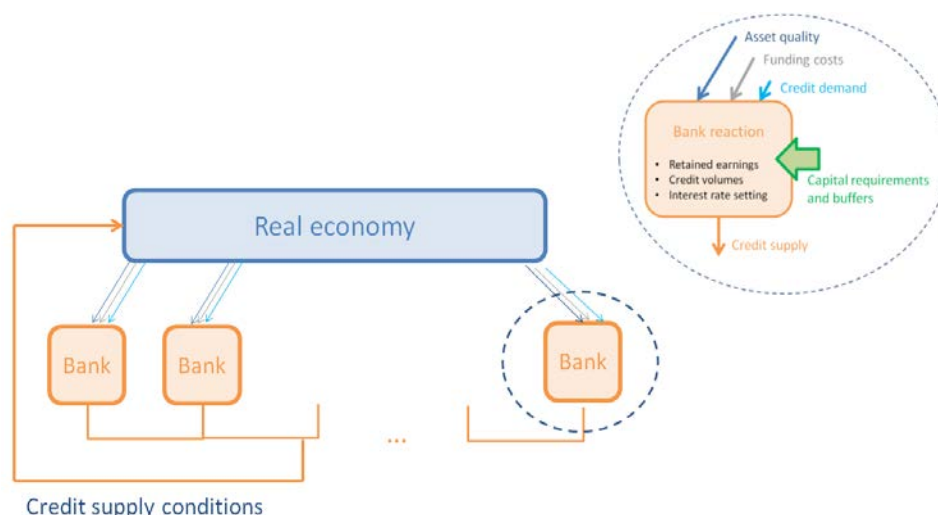 Asset quality
Funding costs
Credit demand
Bank reaction
• Retained earnings
• Credit volumes
• Interest rate setting
Capital requirements
and buffers
Credit supply
Real economy
Bank
Bank
Bank
...
Credit supply conditions